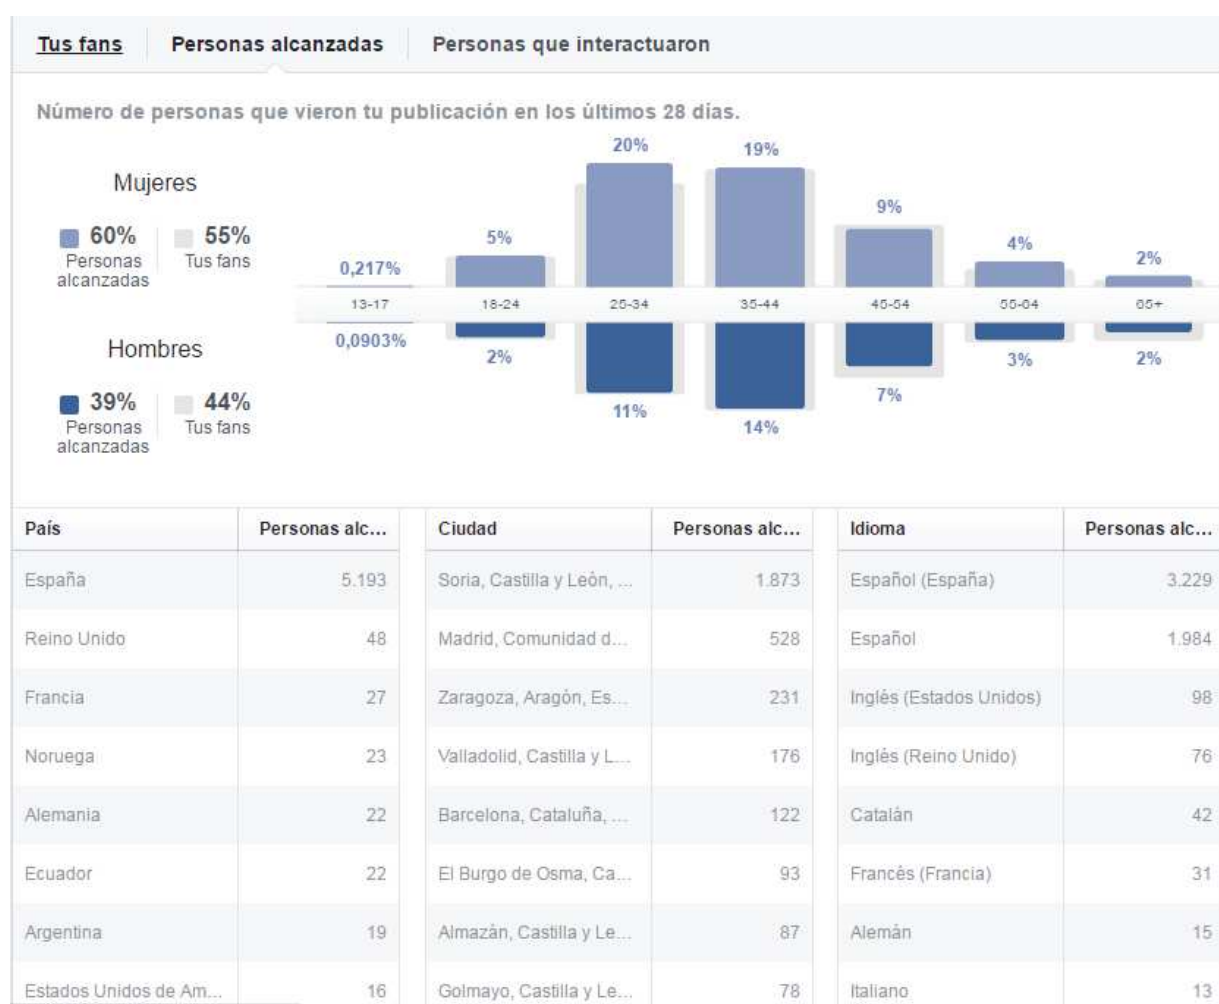 Tus fans Personas alcanzadas Personas que interactuaron
Número de personas que vieron tu publicación en los últimos 28 días.
Mujeres
60% 55%
Personas alcanzadas Tus fans
20% 19%
9%
5% 4%
0,217% 2%
13-17 18-24 25-34 35-44 45-54 55-64 65+
0,0903% 2% 11% 14% 7% 3% 2%
Hombres
39% 44%
Personas alcanzadas Tus fans
País Personas alc... Ciudad Personas alc... Idioma Personas alc...
España 5.193 Soria, Castilla y León, ... 1.873 Español (España) 3.229
Reino Unido 48 Madrid, Comunidad d... 528 Español 1.984
Francia 27 Zaragoza, Aragón, Es... 231 Inglés (Estados Unidos) 98
Noruega 23 Valladolid, Castilla y L... 176 Inglés (Reino Unido) 76
Alemania 22 Barcelona, Cataluña, ... 122 Catalán 42
Ecuador 22 El Burgo de Osma, Ca... 93 Francés (Francia) 31
Argentina 19 Almazán, Castilla y Le... 87 Alemán 15
Estados Unidos de Am... 16 Golmayo, Castilla y Le... 78 Italiano 13